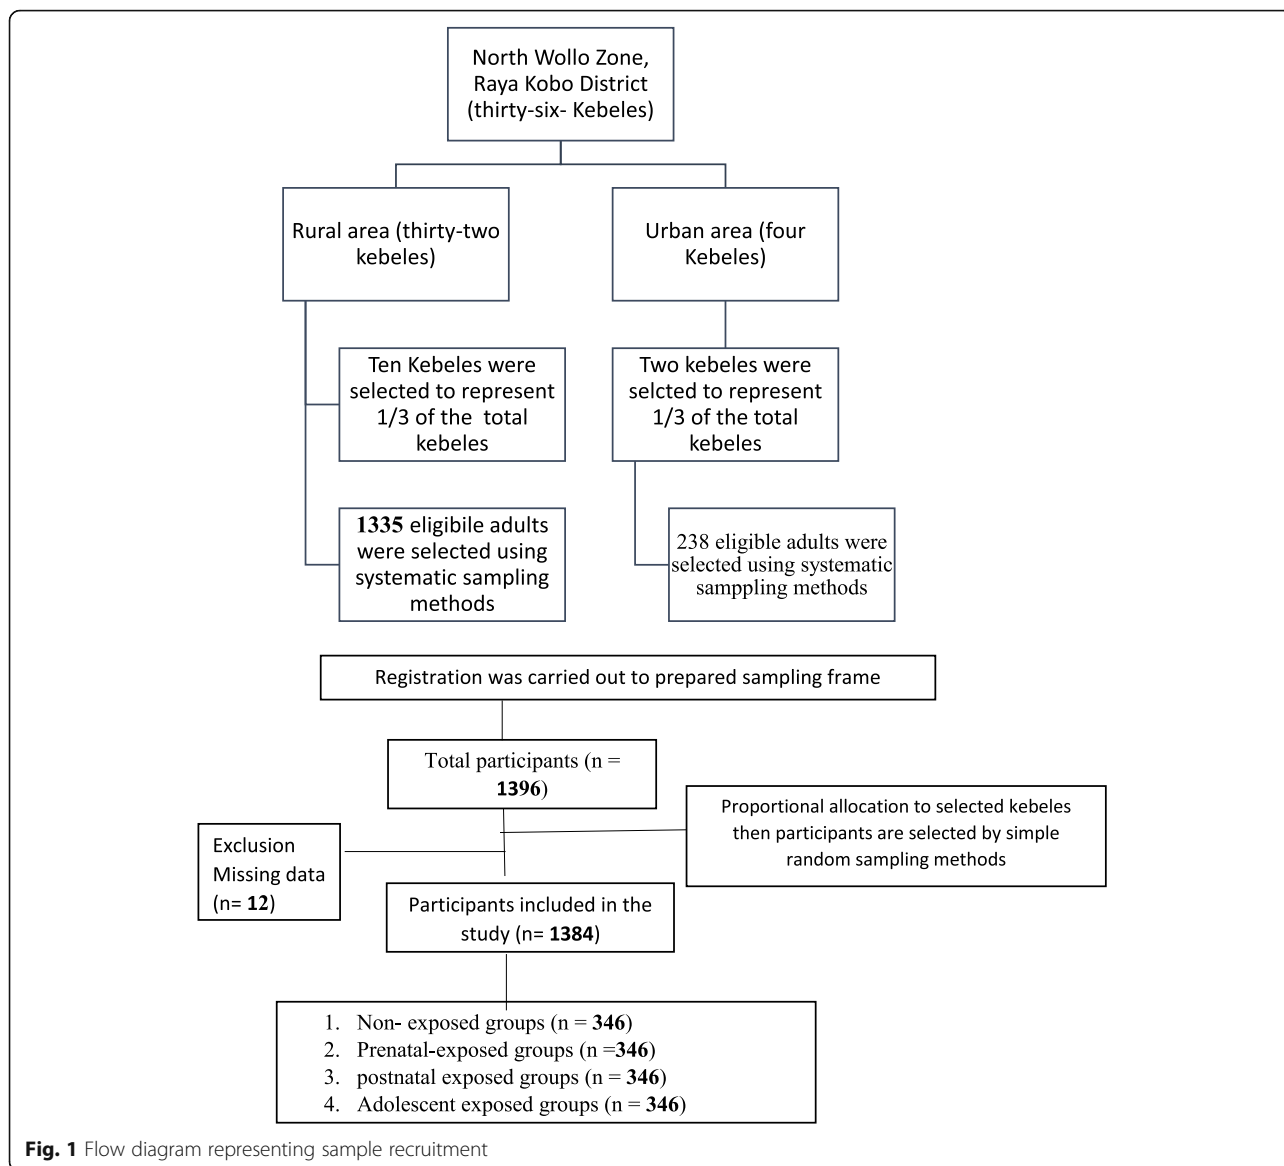 North Wollo Zone,
Raya Kobo District
(thirty-six- Kebeles)
Rural area (thirty-two
kebeles)
Urban area (four
Kebeles)
Ten Kebeles were
selected to represent
1/3 of the total
kebeles
Two kebeles were
selcted to represent
1/3 of the total
kebeles
1335 eligibile adults
were selected using
systematic sampling
methods
238 eligible adults were
selected using systematic
samppling methods
Registration was carried out to prepared sampling frame
Total participants (n =
1396)
Proportional allocation to selected kebeles
then participants are selected by simple
random sampling methods
Exclusion
Missing data
(n= 12)
Participants included in the
study (n= 1384)
1. Non- exposed groups (n = 346)
2. Prenatal-exposed groups (n =346)
3. postnatal exposed groups (n = 346)
4. Adolescent exposed groups (n = 346)
Fig. 1 Flow diagram representing sample recruitment